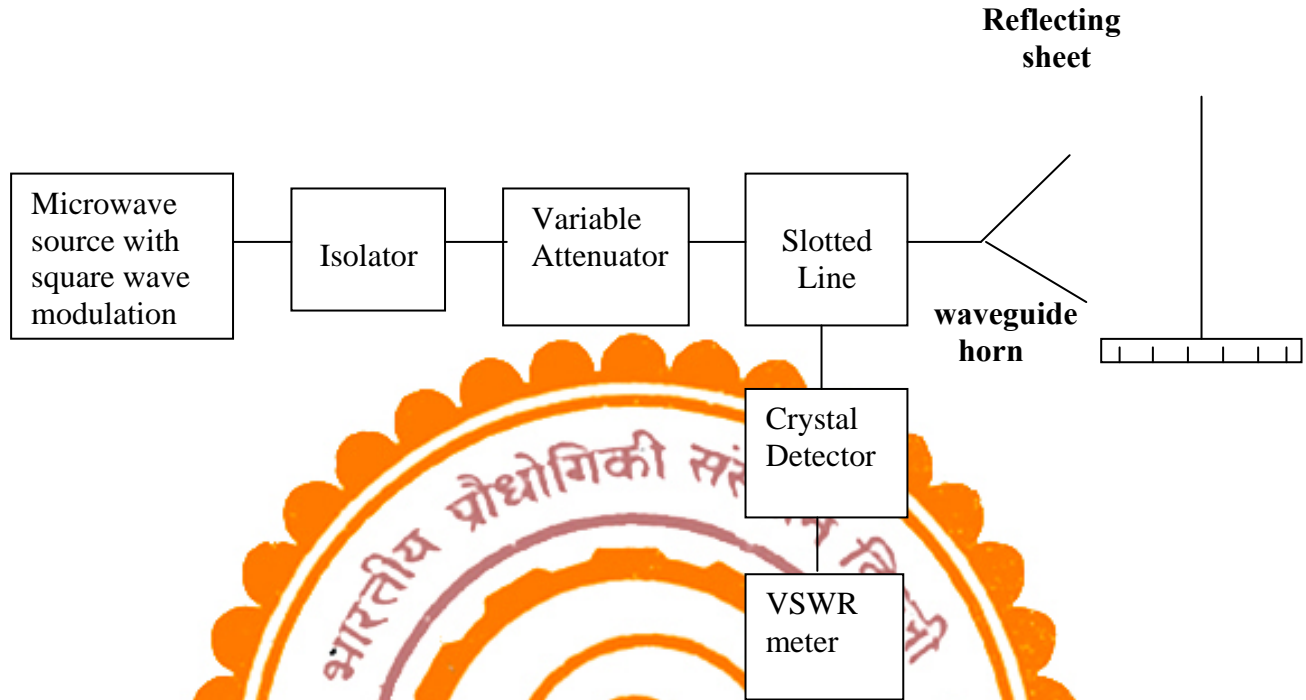 Reflecting
sheet
Microwave
source with
square wave
modulation
Isolator
Variable
Attenuator
Slotted
Line
waveguide
horn
Crystal
Detector
VSWR
meter
भारतीय प्रौधोगिकी